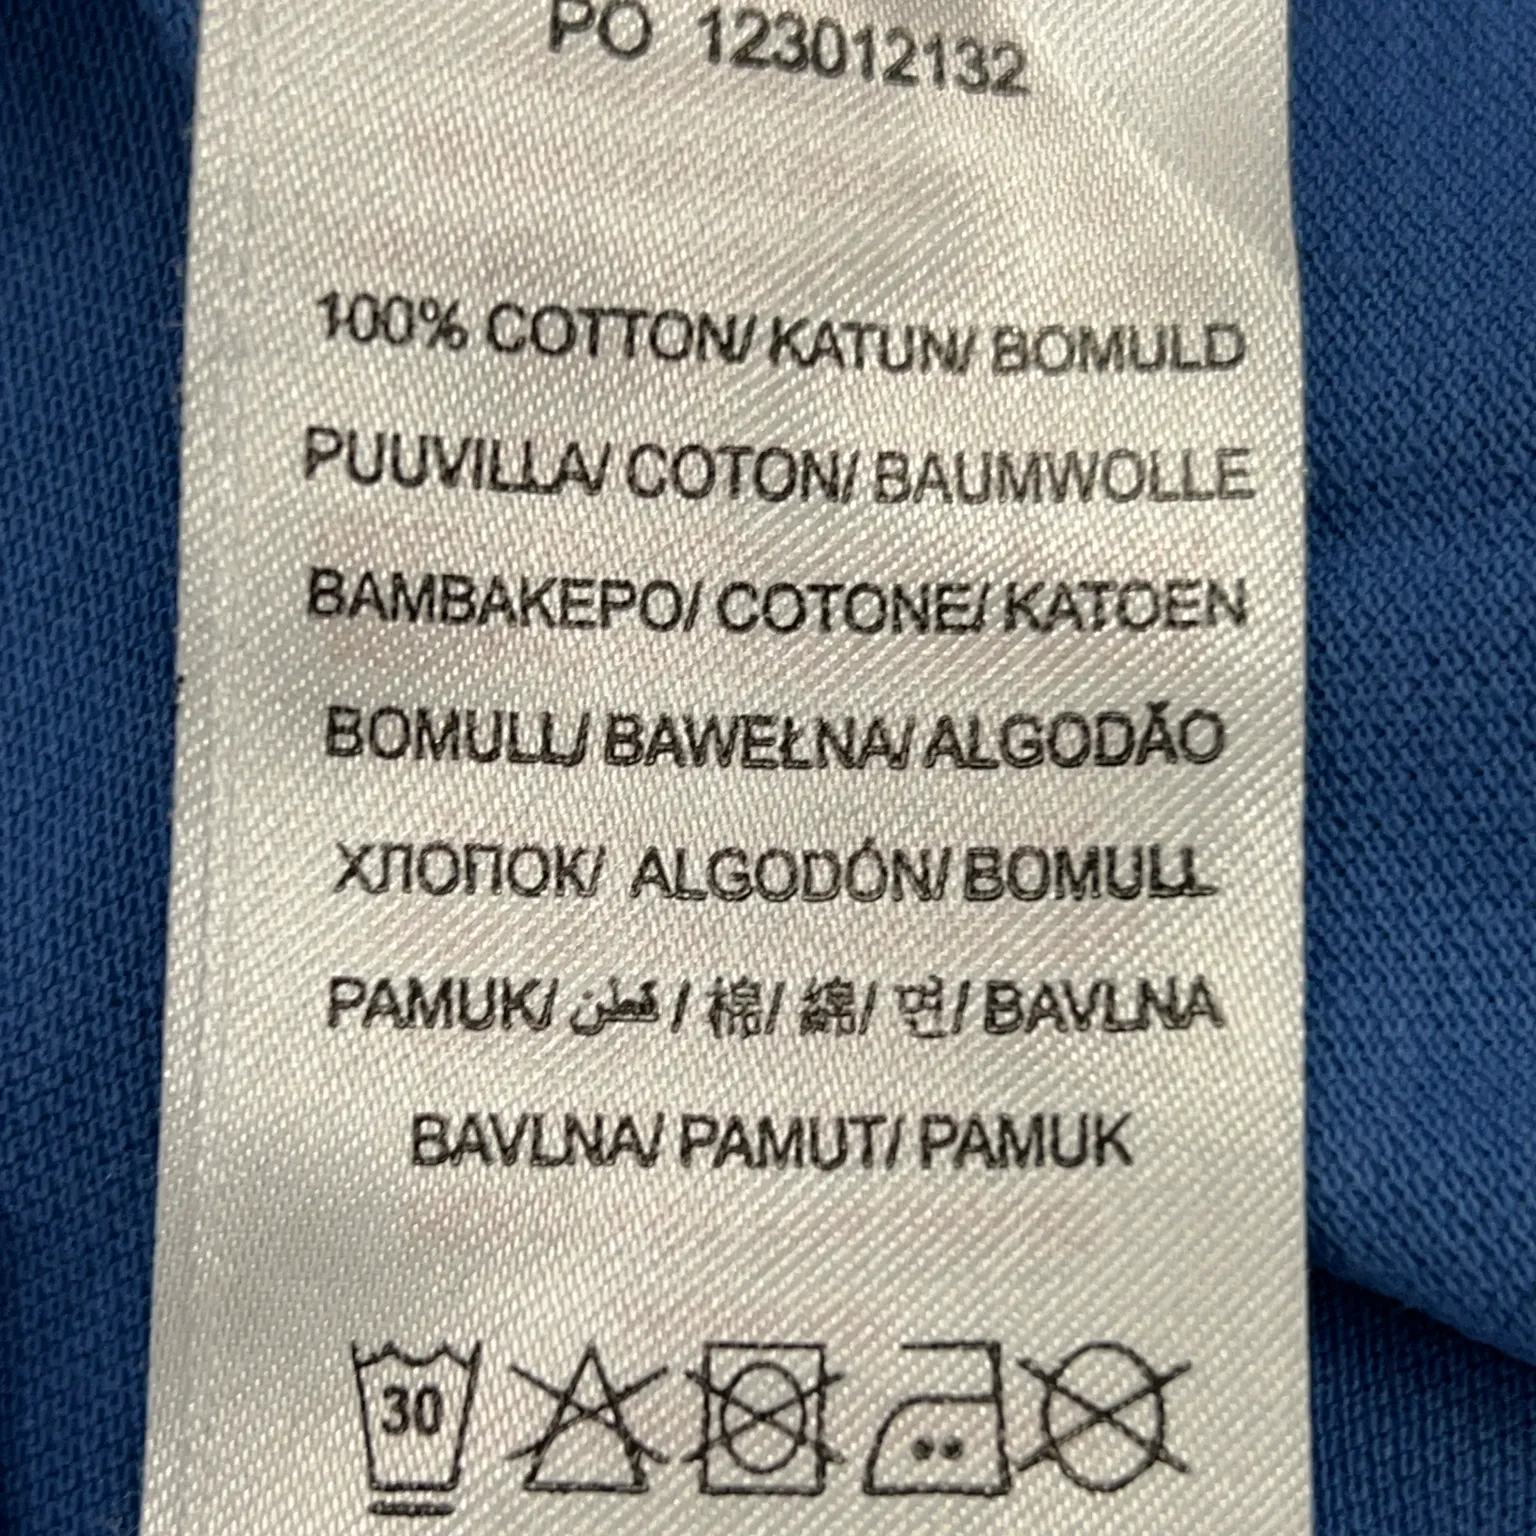 PO 123012132
100% COTTON/ KATUN/ BOMULD
PUUVILLA/ COTON/ BAUMWOLLE
BAMBAKEPO/ COTONE/ KATOEN
BOMULL/ BAWEŁNA/ ALGODÃO
ХЛОПОК/ ALGODÓN/ BOMULL
PAMUK/ قطن / 棉/ 綿/ 면/ BAVLNA
BAVLNA/ PAMUT/ PAMUK
30